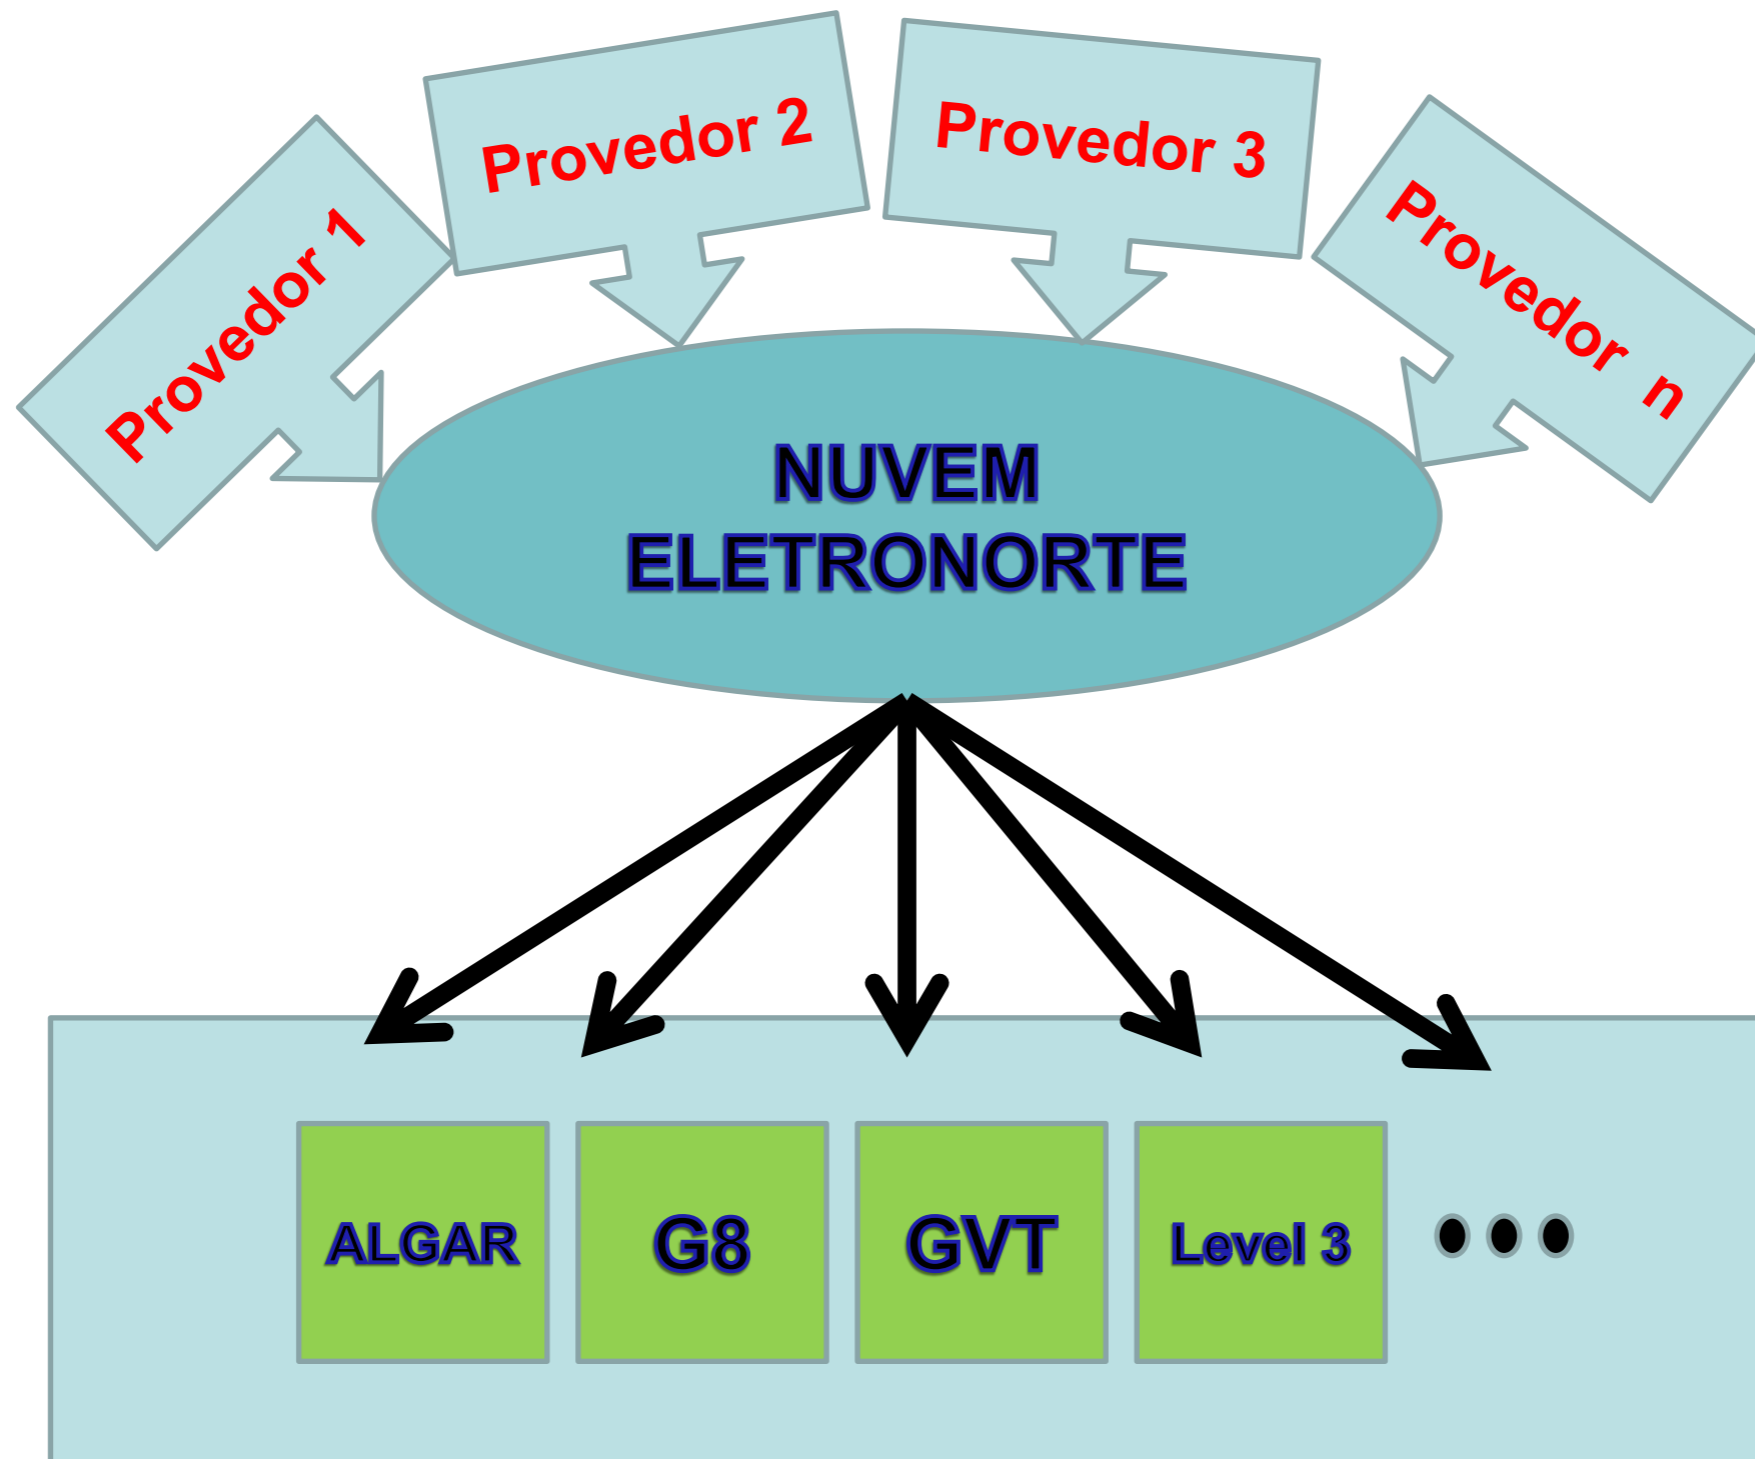 Provedor 1
Provedor 2
Provedor 3
Provedor n
NUVEM
ELETRONORTE
ALGAR
G8
GVT
Level 3